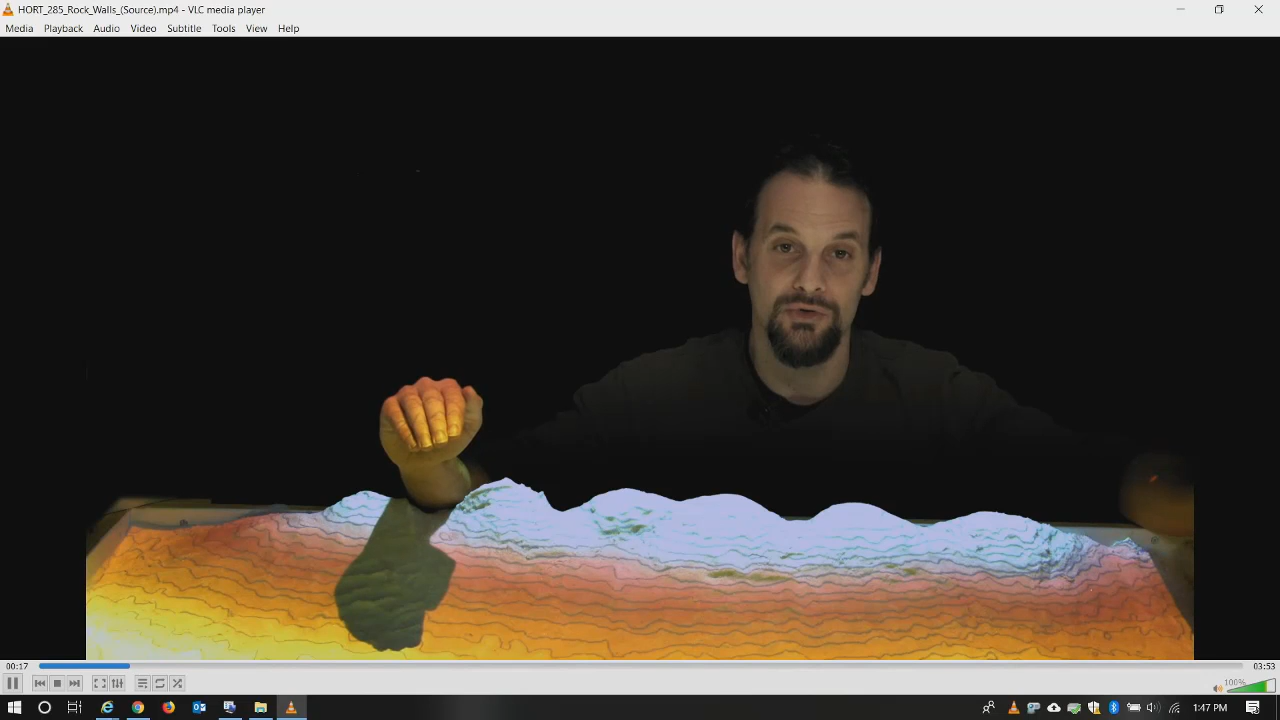 HORT_285_Rock_Walls_(Source).mp4 - VLC media player
Media Playback Audio Video Subtitle Tools View Help
00:17 03:53
100%
1:47 PM